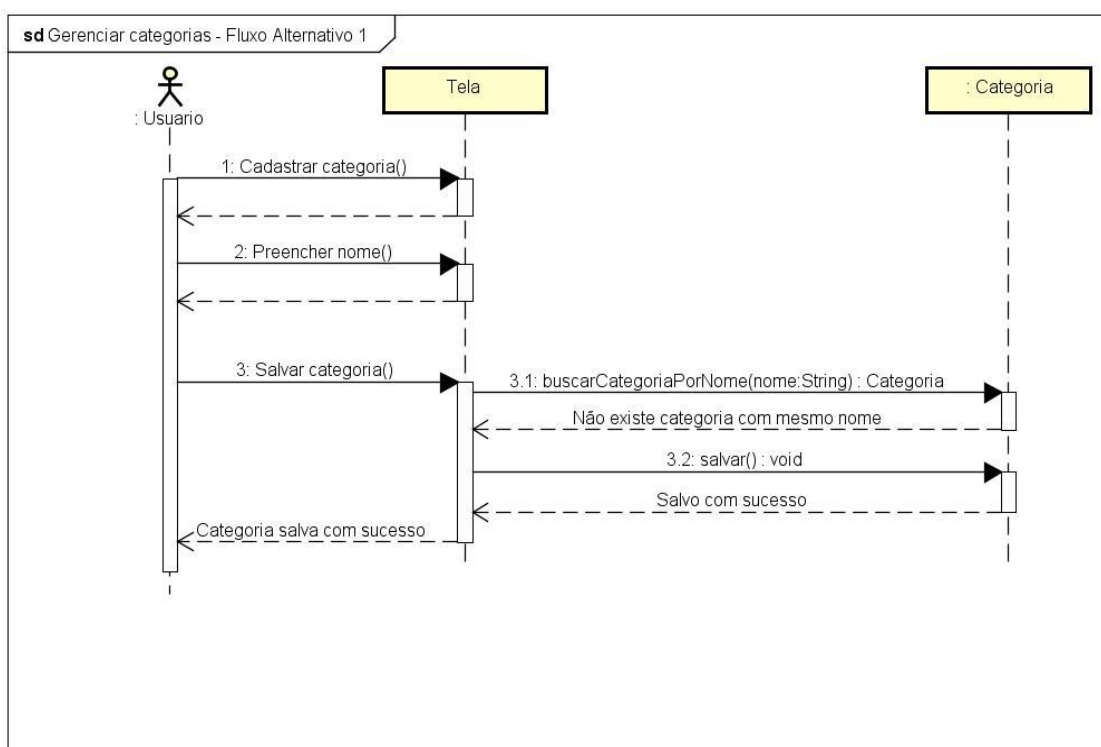 sd Gerenciar categorias - Fluxo Alternativo 1
: Usuario
Tela
: Categoria
1: Cadastrar categoria()
2: Preencher nome()
3: Salvar categoria()
3.1: buscarCategoriaPorNome(nome:String) : Categoria
Não existe categoria com mesmo nome
3.2: salvar() : void
Salvo com sucesso
Categoria salva com sucesso